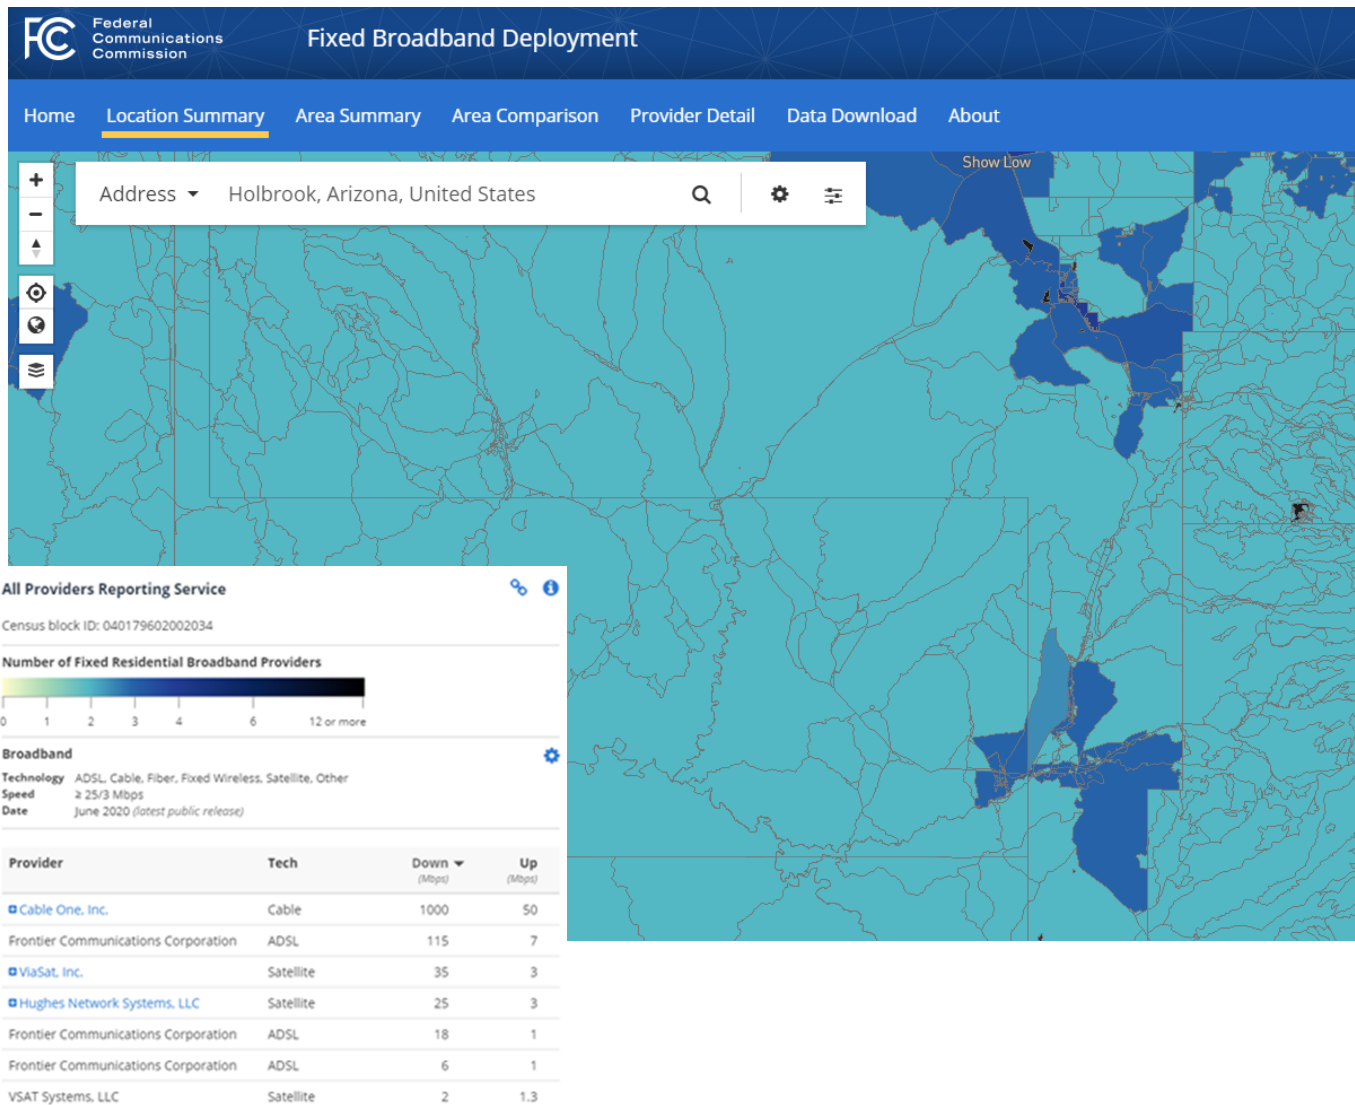 FCC Federal
Communications
Commission
Fixed Broadband Deployment
Home Location Summary Area Summary Area Comparison Provider Detail Data Download About
Address Holbrook, Arizona, United States
Show Low
All Providers Reporting Service
Census block ID: 040179602002034
Number of Fixed Residential Broadband Providers
0 1 2 3 4 6 12 or more
Broadband
Technology ADSL, Cable, Fiber, Fixed Wireless, Satellite, Other
Speed ≥ 25/3 Mbps
Date June 2020 (latest public release)
Provider Tech Down Up
(Mbps) (Mbps)
Cable One, Inc. Cable 1000 50
Frontier Communications Corporation ADSL 115 7
ViaSat, Inc. Satellite 35 3
Hughes Network Systems, LLC Satellite 25 3
Frontier Communications Corporation ADSL 18 1
Frontier Communications Corporation ADSL 6 1
VSAT Systems, LLC Satellite 2 1.3